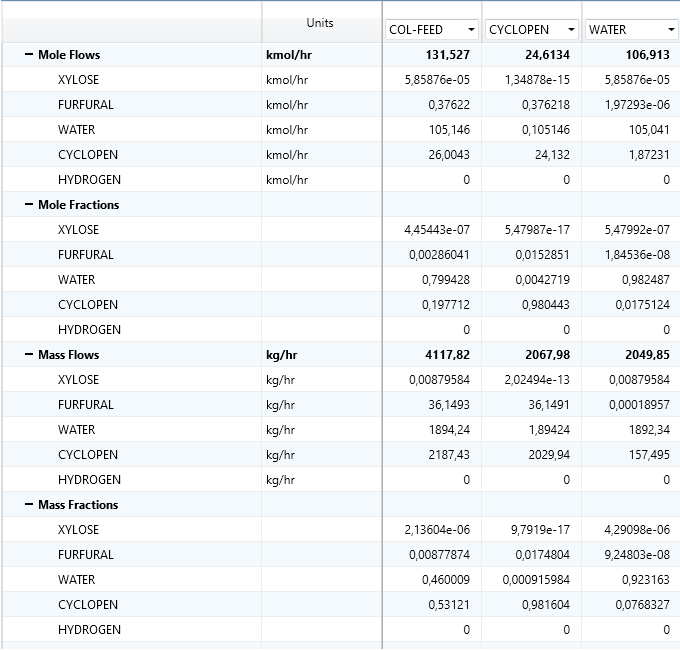 Units COL-FEED CYCLOPEN WATER
− Mole Flows kmol/hr 131,527 24,6134 106,913
XYLOSE kmol/hr 5,85876e-05 1,34878e-15 5,85876e-05
FURFURAL kmol/hr 0,37622 0,376218 1,97293e-06
WATER kmol/hr 105,146 0,105146 105,041
CYCLOPEN kmol/hr 26,0043 24,132 1,87231
HYDROGEN kmol/hr 0 0 0
− Mole Fractions
XYLOSE 4,45443e-07 5,47987e-17 5,47992e-07
FURFURAL 0,00286041 0,0152851 1,84536e-08
WATER 0,799428 0,0042719 0,982487
CYCLOPEN 0,197712 0,980443 0,0175124
HYDROGEN 0 0 0
− Mass Flows kg/hr 4117,82 2067,98 2049,85
XYLOSE kg/hr 0,00879584 2,02494e-13 0,00879584
FURFURAL kg/hr 36,1493 36,1491 0,00018957
WATER kg/hr 1894,24 1,89424 1892,34
CYCLOPEN kg/hr 2187,43 2029,94 157,495
HYDROGEN kg/hr 0 0 0
− Mass Fractions
XYLOSE 2,13604e-06 9,7919e-17 4,29098e-06
FURFURAL 0,00877874 0,0174804 9,24803e-08
WATER 0,460009 0,000915984 0,923163
CYCLOPEN 0,53121 0,981604 0,0768327
HYDROGEN 0 0 0